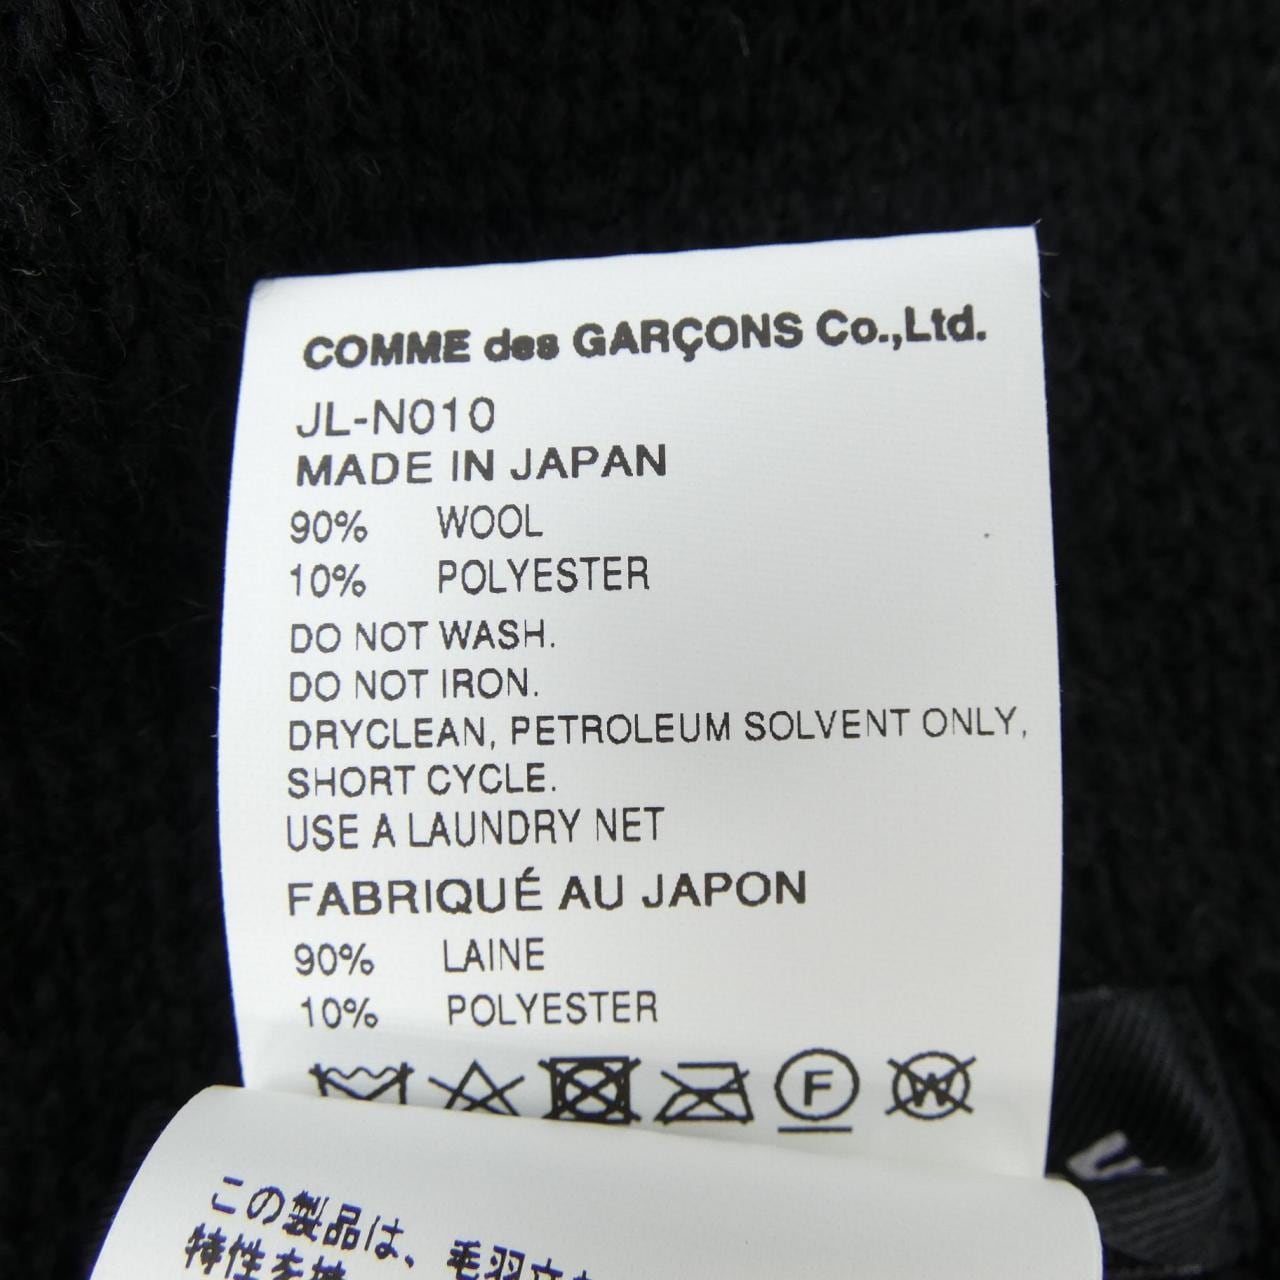 COMME des GARÇONS Co.,Ltd.
JL-N010
MADE IN JAPAN
90% WOOL
10% POLYESTER
DO NOT WASH.
DO NOT IRON.
DRYCLEAN, PETROLEUM SOLVENT ONLY,
SHORT CYCLE.
USE A LAUNDRY NET
FABRIQUÉ AU JAPON
90% LAINE
10% POLYESTER
F W
この製品は、毛羽立
特性を持